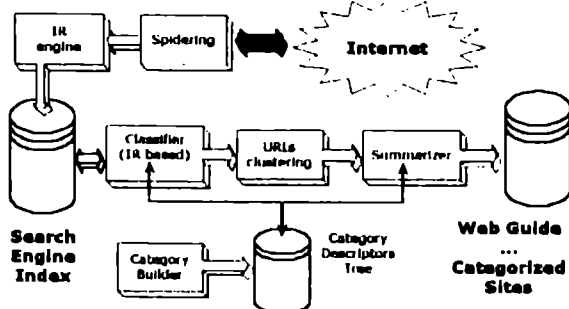 IR
engine
Spidering
Internet
Classifier
(IR based)
URLs
clustering
Summarizer
Search
Engine
Index
Category
Builder
Category
Descriptors
Tree
Web Guide
...
Categorized
Sites